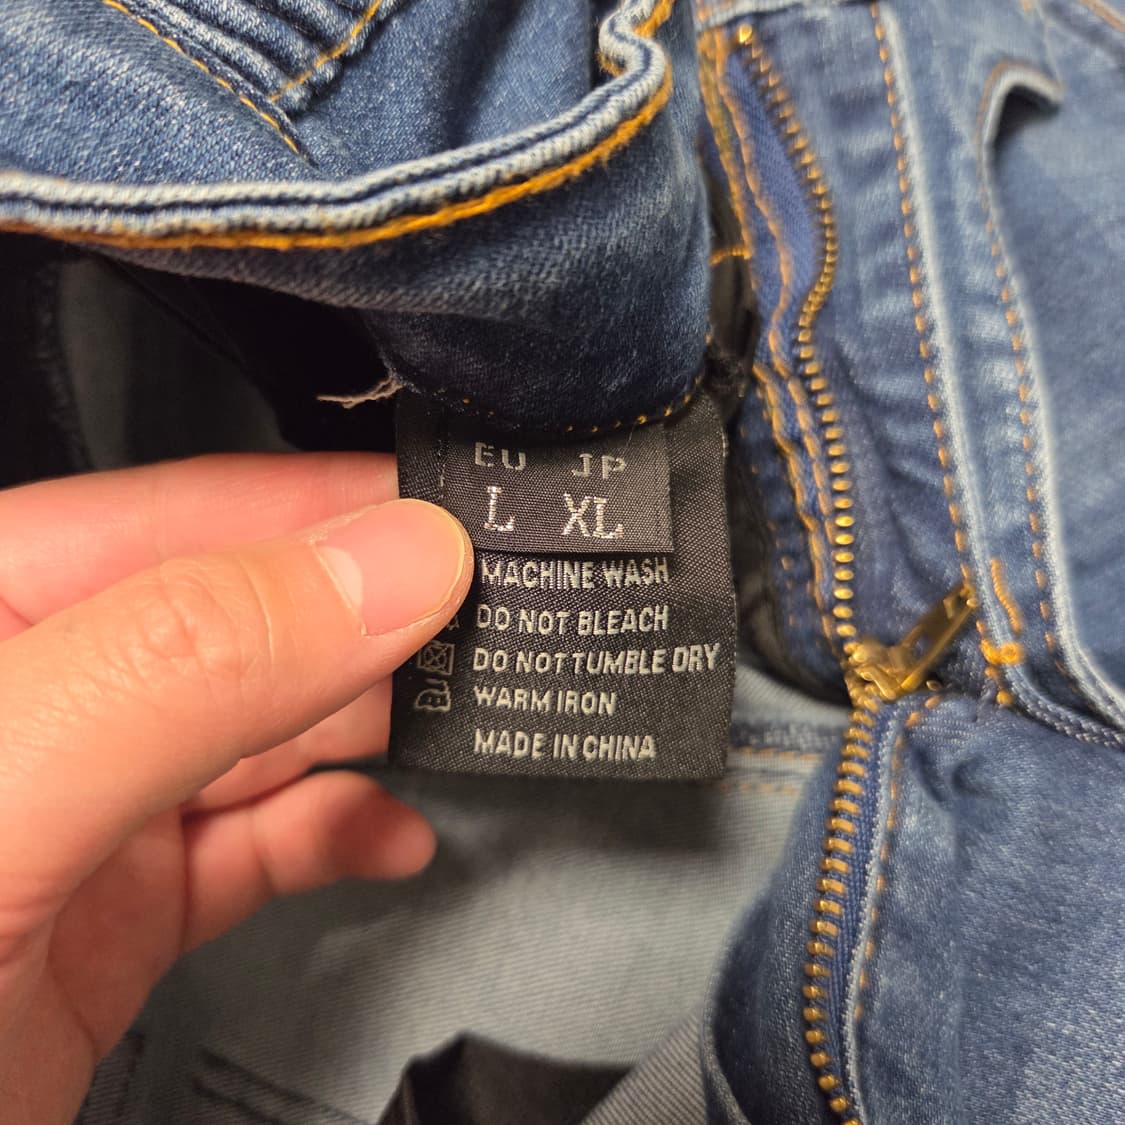 EU JP
L XL
MACHINE WASH
DO NOT BLEACH
DO NOT TUMBLE DRY
WARM IRON
MADE IN CHINA